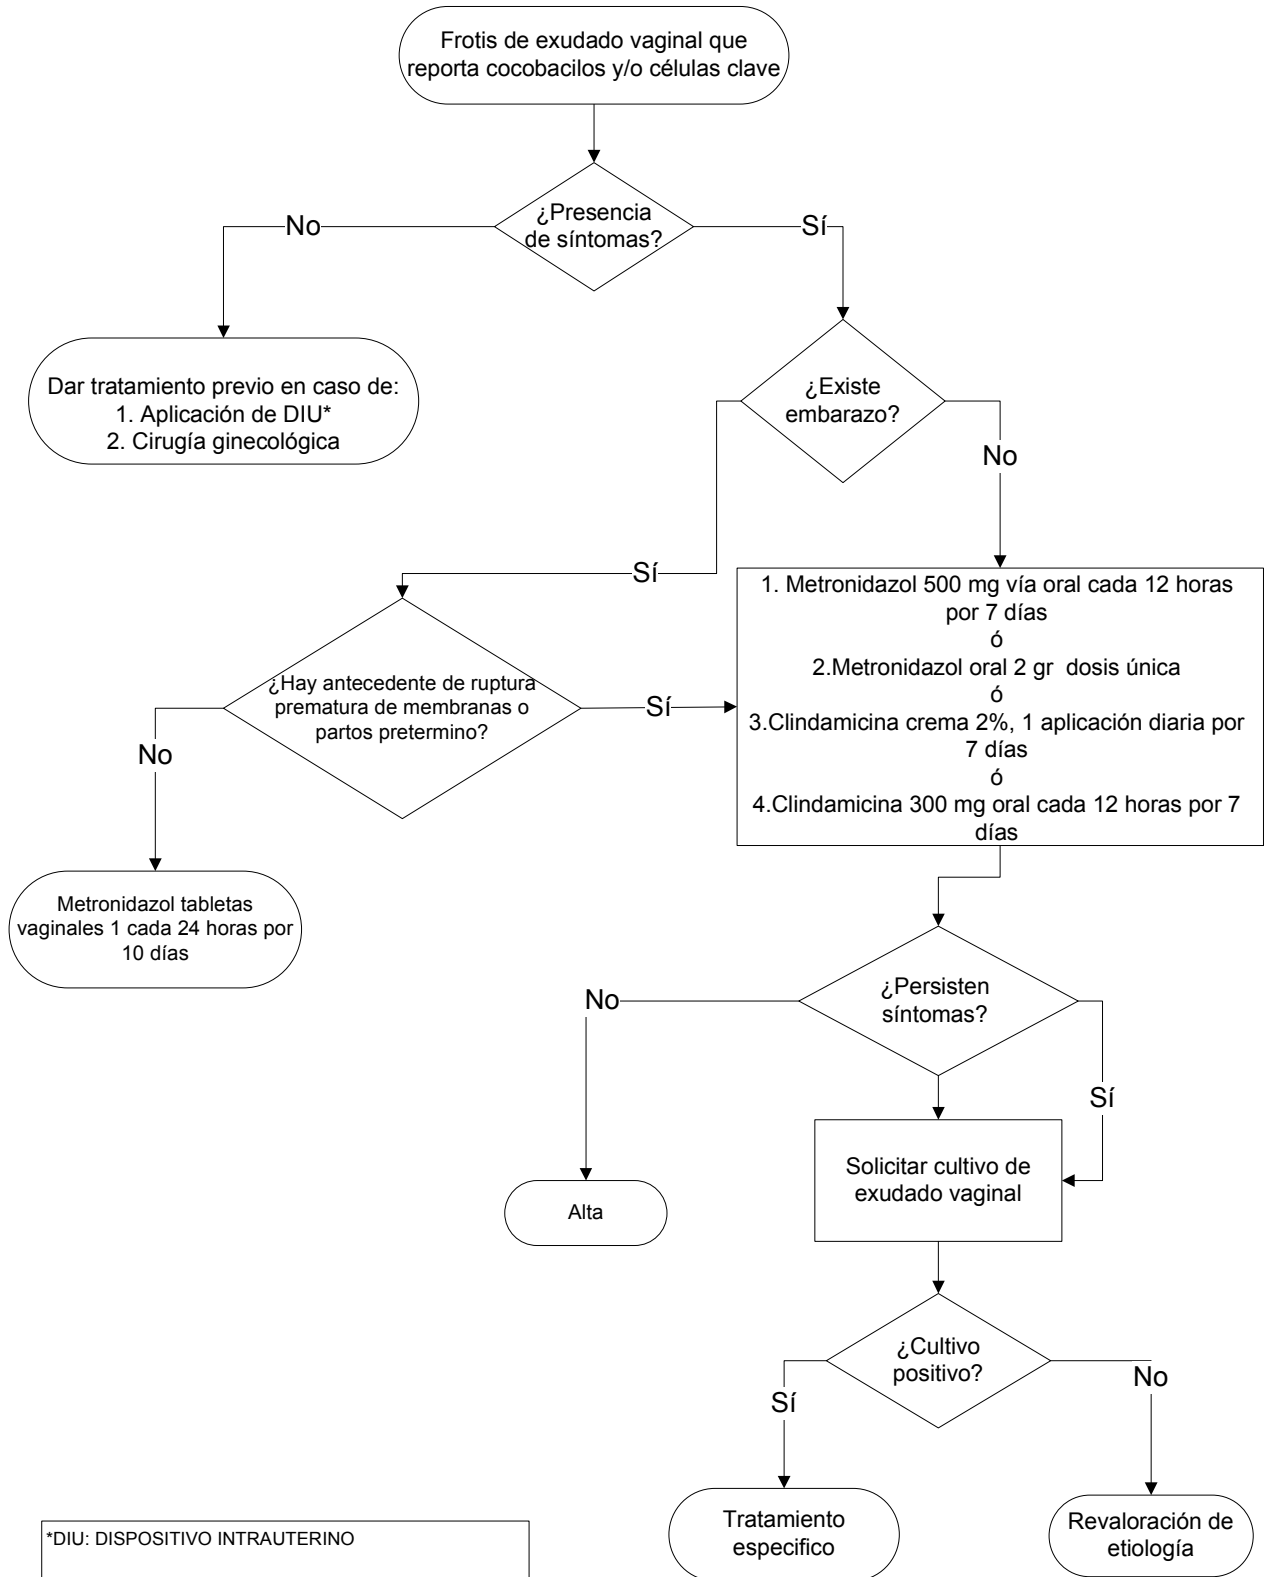 Frotis de exudado vaginal que
reporta cocobacilos y/o células clave
¿Presencia
de síntomas?
No
Sí
Dar tratamiento previo en caso de:
1. Aplicación de DIU*
2. Cirugía ginecológica
¿Existe
embarazo?
No
Sí
1. Metronidazol 500 mg vía oral cada 12 horas
por 7 días
ó
2.Metronidazol oral 2 gr dosis única
ó
3.Clindamicina crema 2%, 1 aplicación diaria por
7 días
ó
4.Clindamicina 300 mg oral cada 12 horas por 7
días
¿Hay antecedente de ruptura
prematura de membranas o
partos pretermino?
Sí
No
Metronidazol tabletas
vaginales 1 cada 24 horas por
10 días
¿Persisten
síntomas?
No
Sí
Solicitar cultivo de
exudado vaginal
Alta
¿Cultivo
positivo?
Sí
No
Tratamiento
especifico
Revaloración de
etiología
*DIU: DISPOSITIVO INTRAUTERINO